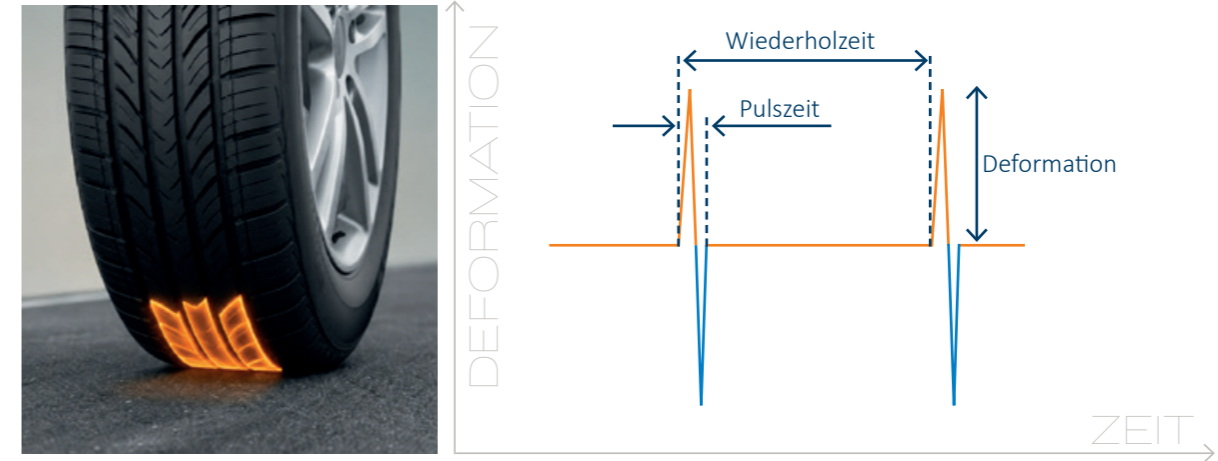 DEFORMATION
Wiederholzeit
Pulszeit
Deformation
ZEIT